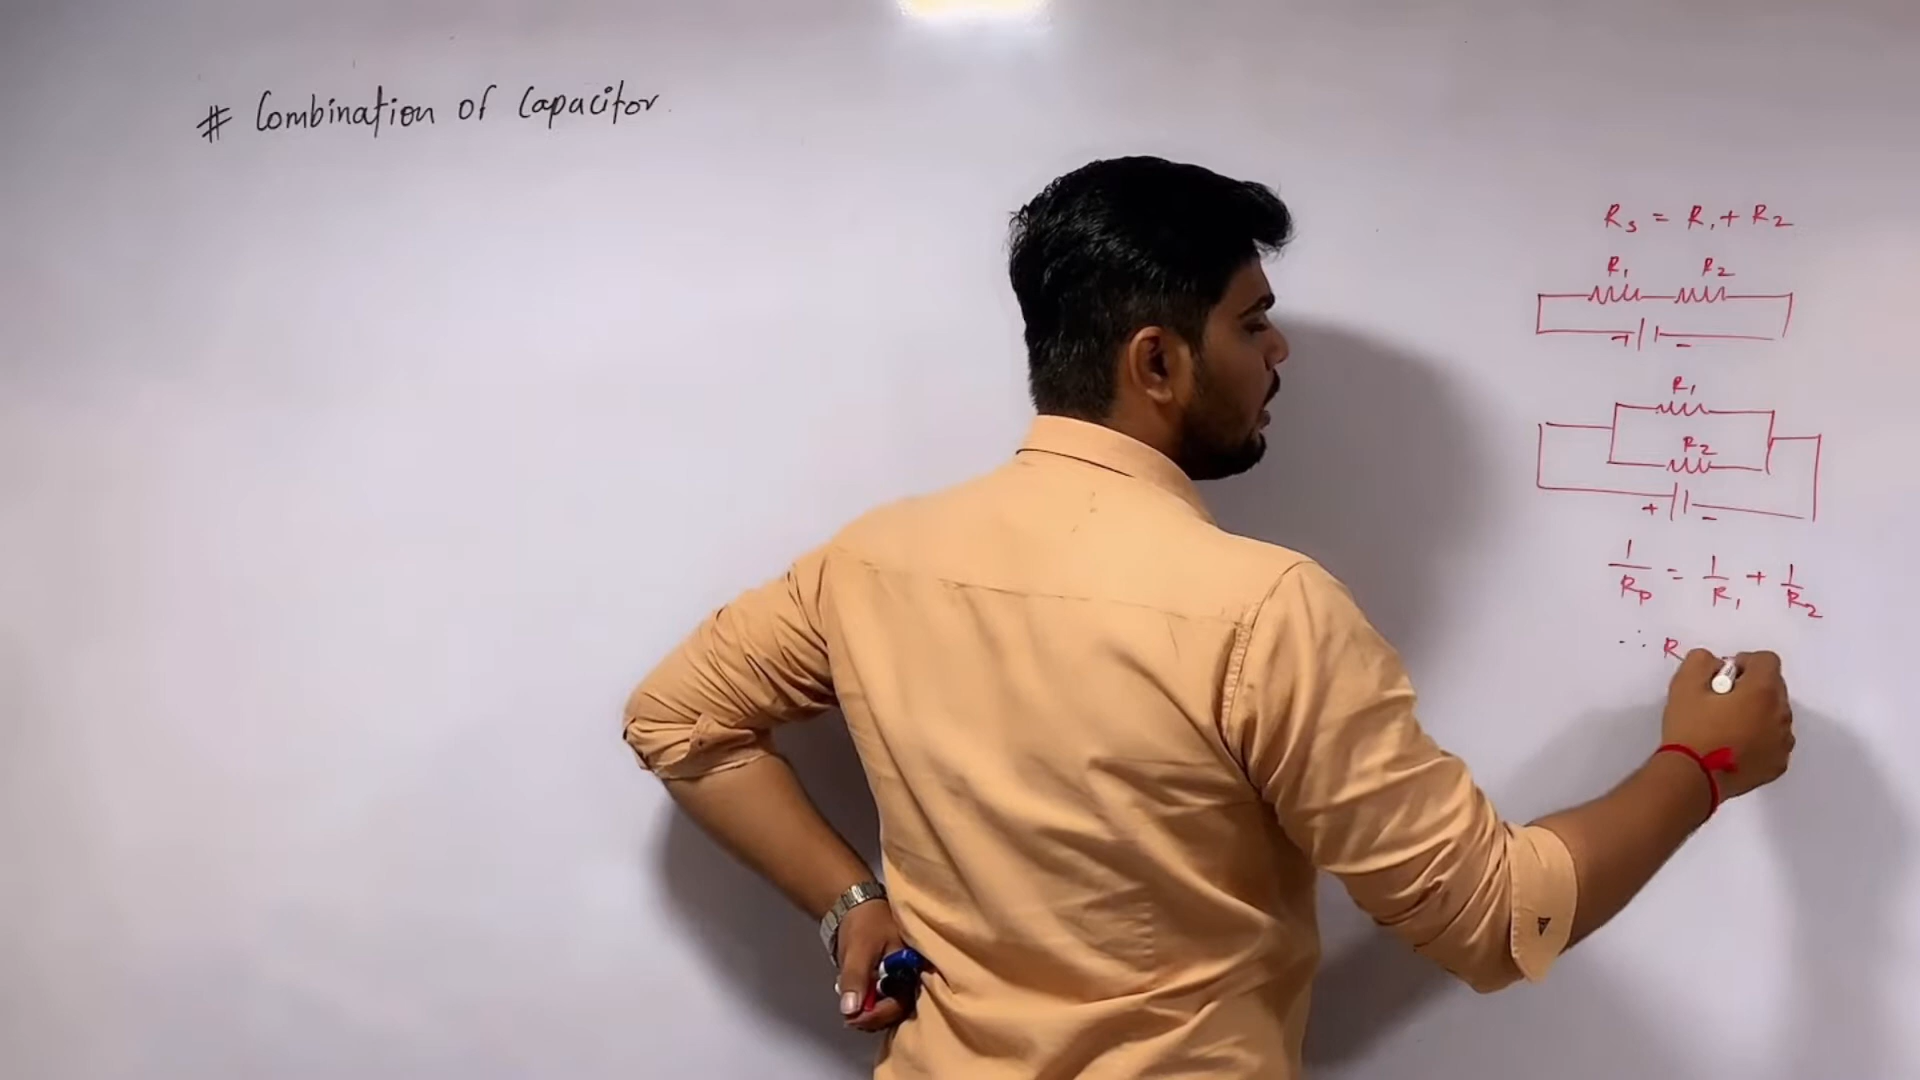 # Combination of Capacitor
Rs = R1 + R2
R1 R2
+ -
R1
R2
+ -
1/Rp = 1/R1 + 1/R2
∴ R